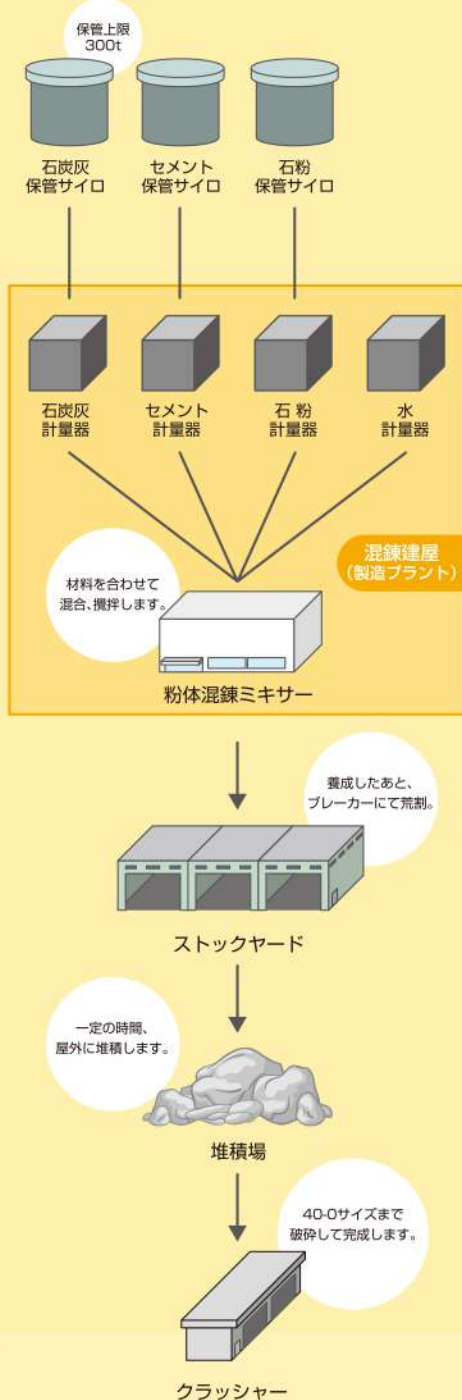 保管上限
300t
石炭灰
保管サイロ
セメント
保管サイロ
石粉
保管サイロ
石炭灰
計量器
セメント
計量器
石 粉
計量器
水
計量器
混錬建屋
(製造プラント)
材料を合わせて
混合、攪拌します。
粉体混錬ミキサー
養成したあと、
ブレーカーにて荒割。
ストックヤード
一定の時間、
屋外に堆積します。
堆積場
40-0サイズまで
破砕して完成します。
クラッシャー